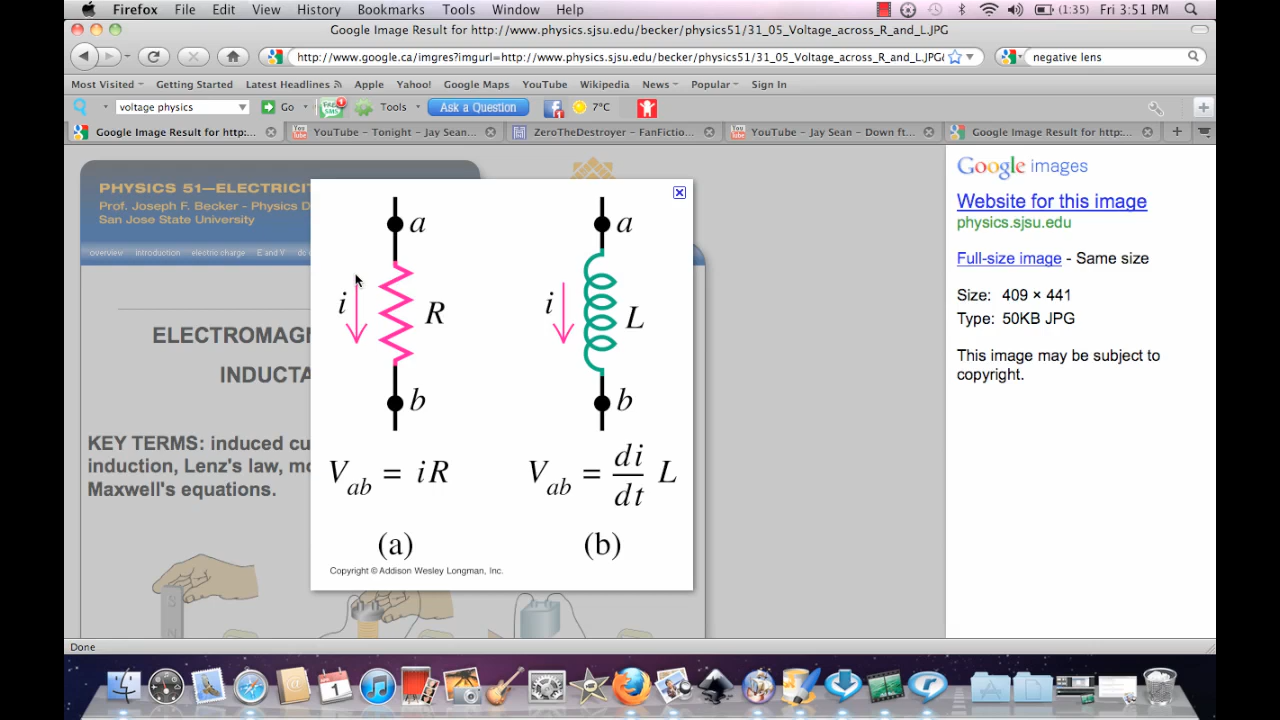 Firefox File Edit View History Bookmarks Tools Window Help (1:35) Fri 3:51 PM
Google Image Result for http://www.physics.sjsu.edu/becker/physics51/31_05_Voltage_across_R_and_L.JPG
http://www.google.ca/imgres?imgurl=http://www.physics.sjsu.edu/becker/physics51/31_05_Voltage_across_R_and_L.JPG negative lens
Most Visited Getting Started Latest Headlines Apple Yahoo! Google Maps YouTube Wikipedia News Popular Sign In
voltage physics Go Tools Ask a Question 7°C
Google Image Result for http:... YouTube - Tonight - Jay Sean... ZeroTheDestroyer - FanFictio... YouTube - Jay Sean - Down ft... Google Image Result for http:...
PHYSICS 51—ELECTRICIT
Prof. Joseph F. Becker - Physics D
San Jose State University
overview introduction electric charge E and V
ELECTROMAGN
INDUCTA
KEY TERMS: induced cu
induction, Lenz's law, mo
Maxwell's equations.
S
N
a
i
R
b
V_ab = iR
(a)
a
i
L
b
V_ab = di/dt L
(b)
Copyright © Addison Wesley Longman, Inc.
Google images
Website for this image
physics.sjsu.edu
Full-size image - Same size
Size: 409 × 441
Type: 50KB JPG
This image may be subject to
copyright.
Done
1